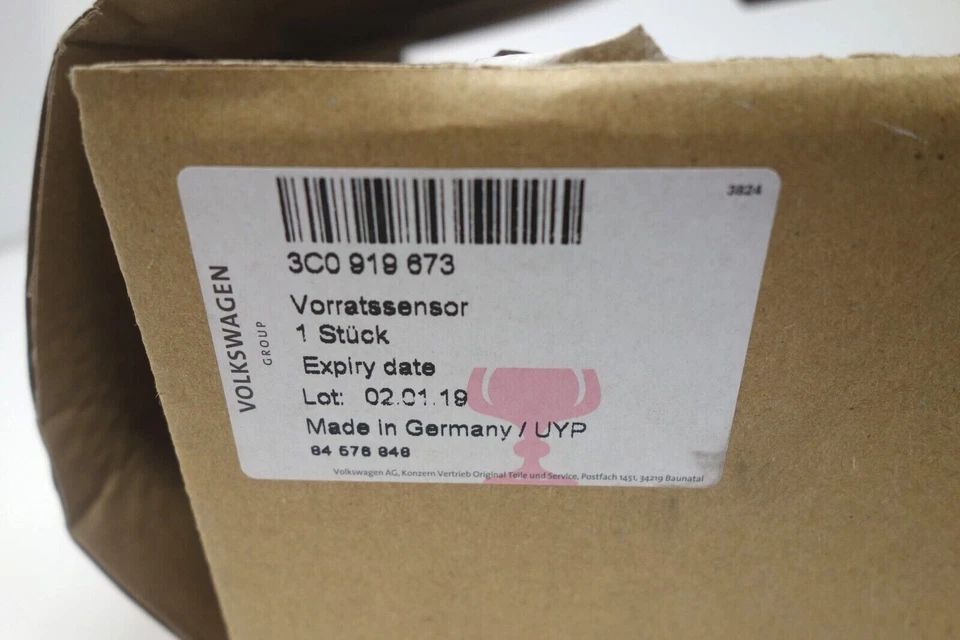 3824
3C0 919 673
Vorratssensor
1 Stück
Expiry date
Lot: 02.01.19
Made in Germany / UYP
84 576 848
VOLKSWAGEN
GROUP
Volkswagen AG, Konzern Vertrieb Original Teile und Service, Postfach 1451, 34219 Baunatal